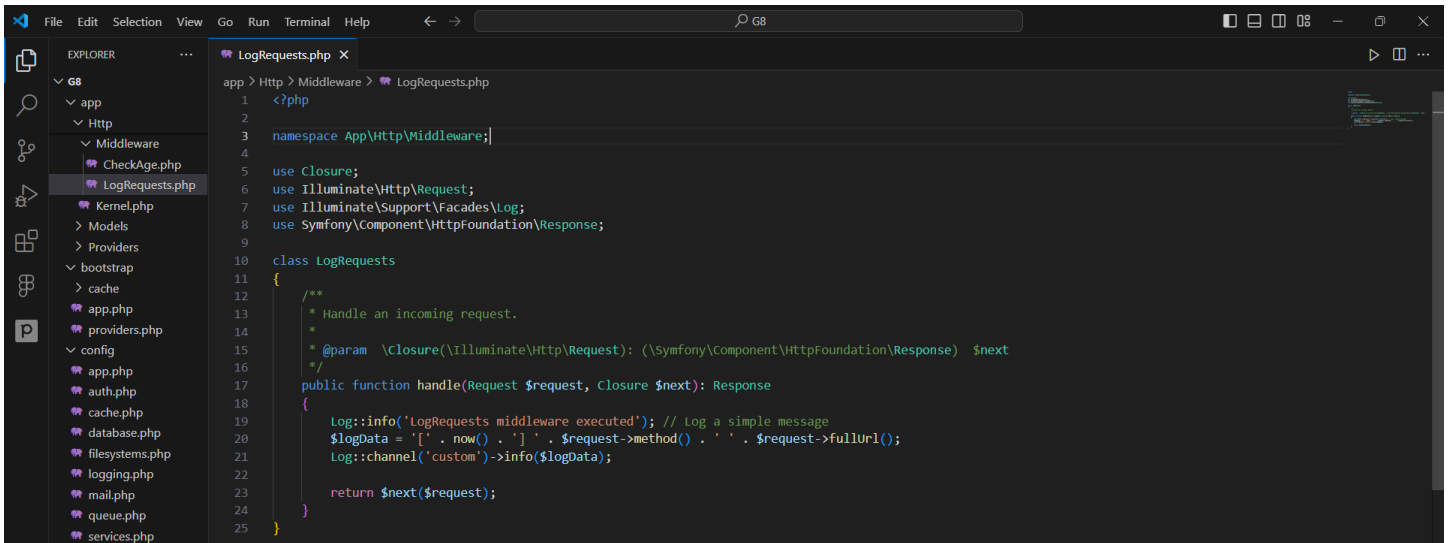 File Edit Selection View Go Run Terminal Help
G8
EXPLORER
G8
app
Http
Middleware
CheckAge.php
LogRequests.php
Kernel.php
Models
Providers
bootstrap
cache
app.php
providers.php
config
app.php
auth.php
cache.php
database.php
filesystems.php
logging.php
mail.php
queue.php
services.php
LogRequests.php
app > Http > Middleware > LogRequests.php
1 <?php
2
3 namespace App\Http\Middleware;
4
5 use Closure;
6 use Illuminate\Http\Request;
7 use Illuminate\Support\Facades\Log;
8 use Symfony\Component\HttpFoundation\Response;
9
10 class LogRequests
11 {
12     /**
13      * Handle an incoming request.
14      *
15      * @param  \Closure(\Illuminate\Http\Request): (\Symfony\Component\HttpFoundation\Response)  $next
16      */
17     public function handle(Request $request, Closure $next): Response
18     {
19         Log::info('LogRequests middleware executed'); // Log a simple message
20         $logData = '[' . now() . '] ' . $request->method() . ' ' . $request->fullUrl();
21         Log::channel('custom')->info($logData);
22
23         return $next($request);
24     }
25 }